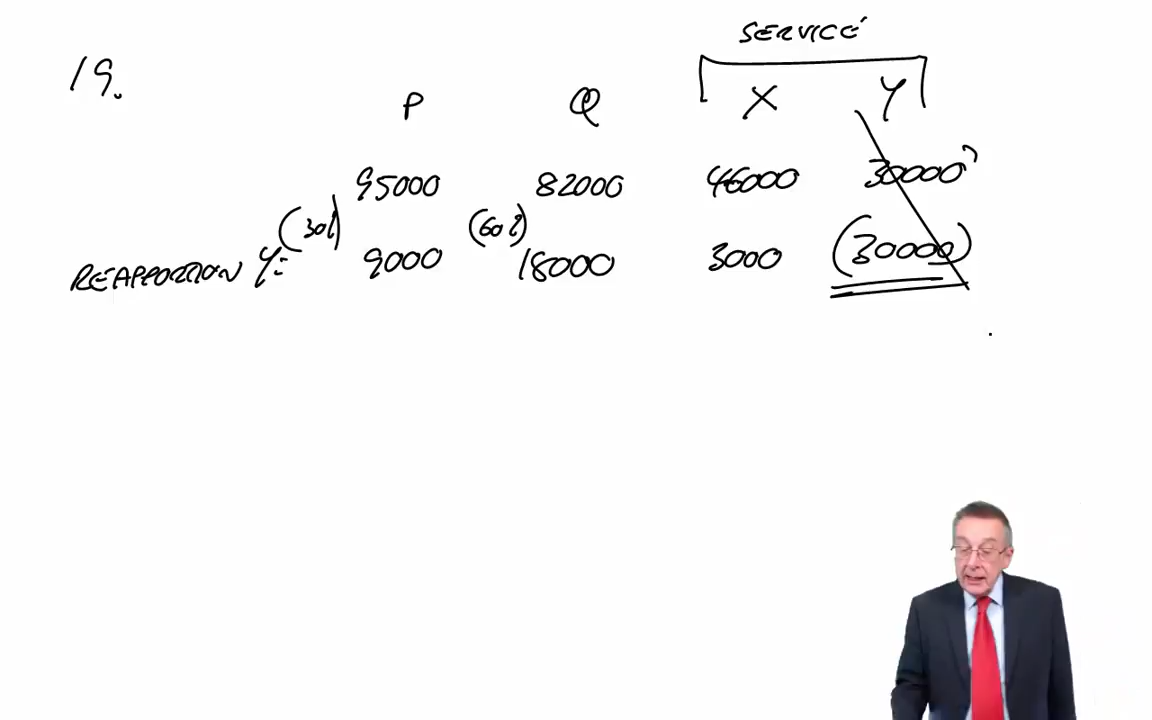 SERVICE
19.
P Q X Y
95000 82000 46000 30000
(30%) (60%)
REAPPORTION Y: 9000 18000 3000 (30000)